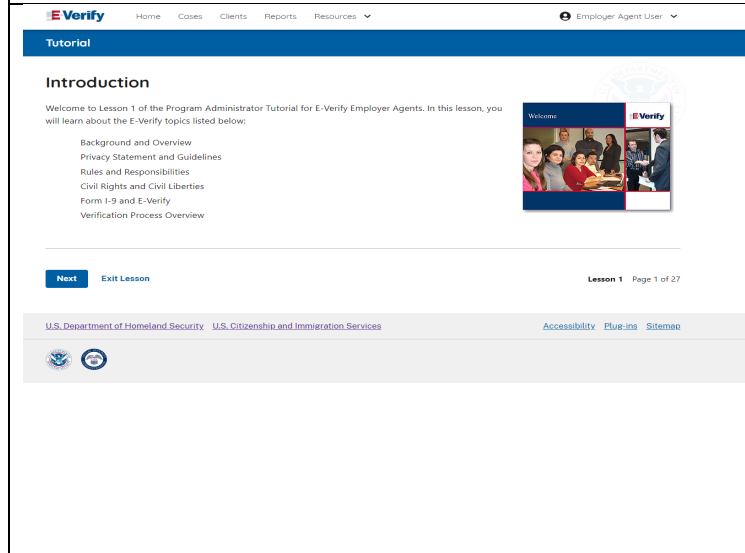 E-Verify Home Cases Clients Reports Resources Employer Agent User
Tutorial
Introduction
Welcome to Lesson 1 of the Program Administrator Tutorial for E-Verify Employer Agents. In this lesson, you
will learn about the E-Verify topics listed below:
Background and Overview
Privacy Statement and Guidelines
Rules and Responsibilities
Civil Rights and Civil Liberties
Form I-9 and E-Verify
Verification Process Overview
Welcome E-Verify
Next Exit Lesson Lesson 1 Page 1 of 27
U.S. Department of Homeland Security U.S. Citizenship and Immigration Services Accessibility Plug-ins Sitemap